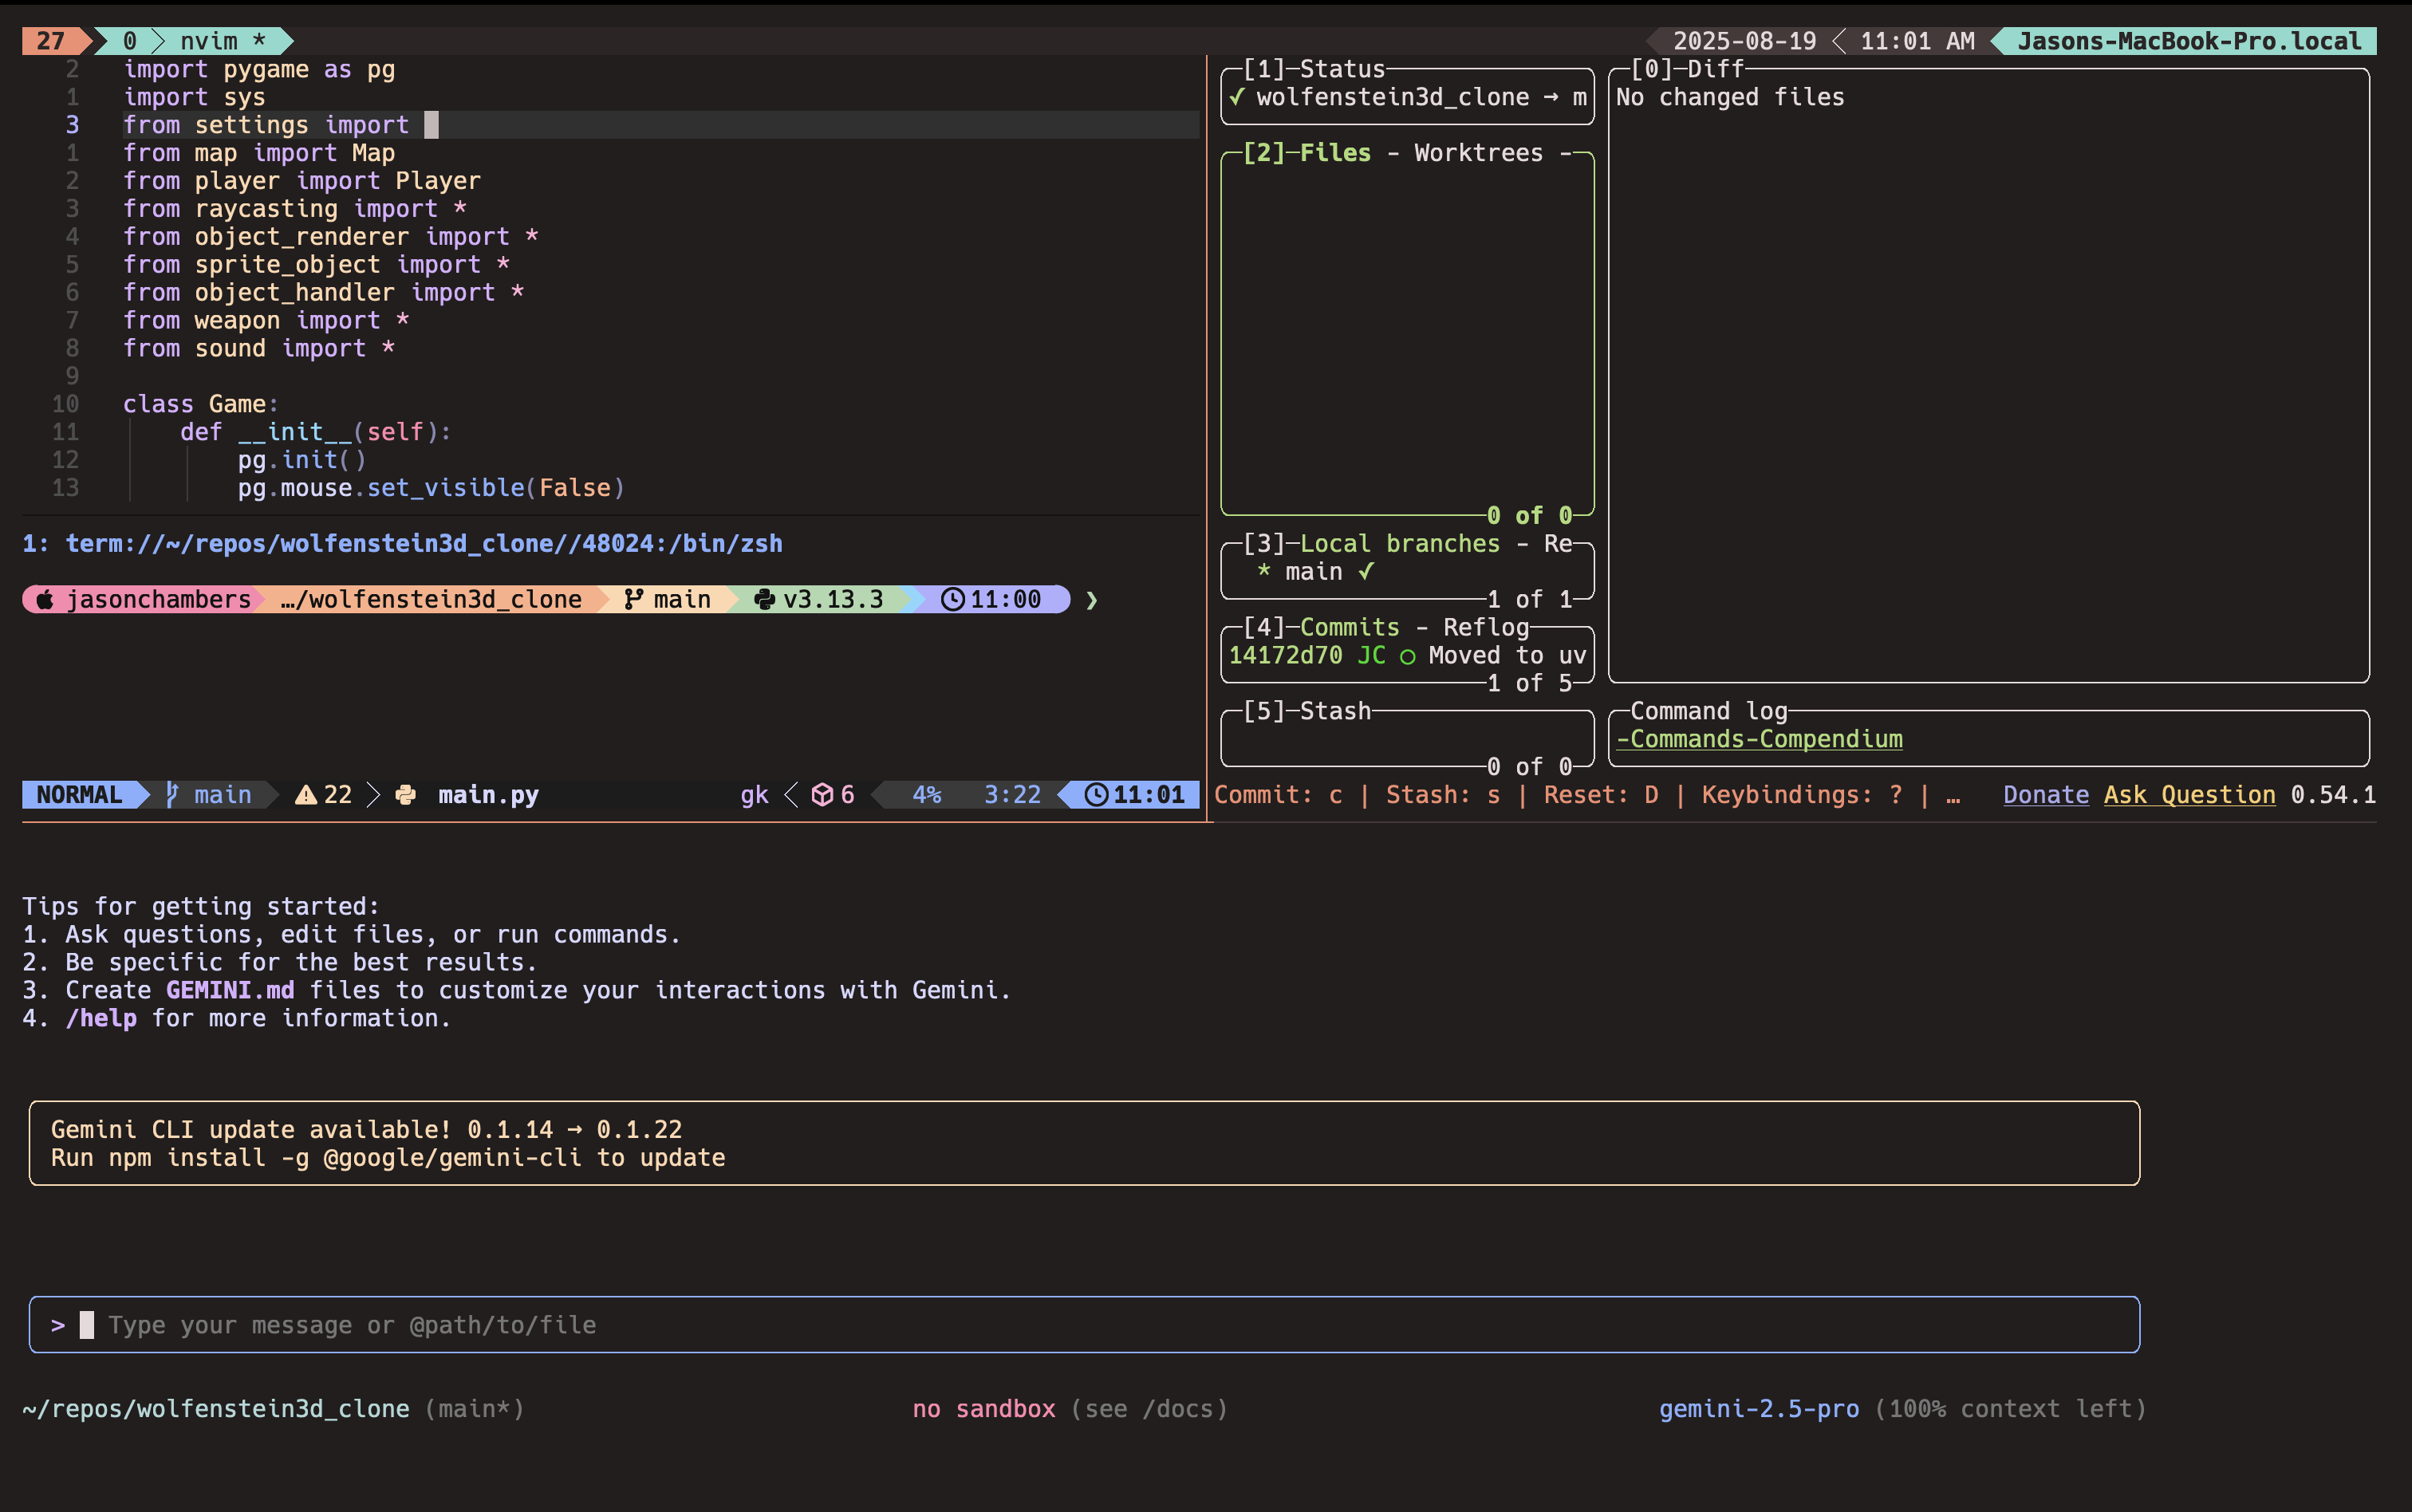 27 0 nvim * 2025-08-19 11:01 AM Jasons-MacBook-Pro.local
2 import pygame as pg
1 import sys
3 from settings import
1 from map import Map
2 from player import Player
3 from raycasting import *
4 from object_renderer import *
5 from sprite_object import *
6 from object_handler import *
7 from weapon import *
8 from sound import *
9
10 class Game:
11 def __init__(self):
12 pg.init()
13 pg.mouse.set_visible(False)
1: term://~/repos/wolfenstein3d_clone//48024:/bin/zsh
jasonchambers …/wolfenstein3d_clone main v3.13.3 11:00 ❯
NORMAL main 22 main.py gk 6 4% 3:22 11:01
[1]─Status
✓ wolfenstein3d_clone → m
[2]─Files - Worktrees -
0 of 0
[3]─Local branches - Re
* main ✓
1 of 1
[4]─Commits - Reflog
14172d70 JC ○ Moved to uv
1 of 5
[5]─Stash
0 of 0
[0]─Diff
No changed files
Command log
-Commands-Compendium
Commit: c | Stash: s | Reset: D | Keybindings: ? | … Donate Ask Question 0.54.1
Tips for getting started:
1. Ask questions, edit files, or run commands.
2. Be specific for the best results.
3. Create GEMINI.md files to customize your interactions with Gemini.
4. /help for more information.
Gemini CLI update available! 0.1.14 → 0.1.22
Run npm install -g @google/gemini-cli to update
> Type your message or @path/to/file
~/repos/wolfenstein3d_clone (main*) no sandbox (see /docs) gemini-2.5-pro (100% context left)